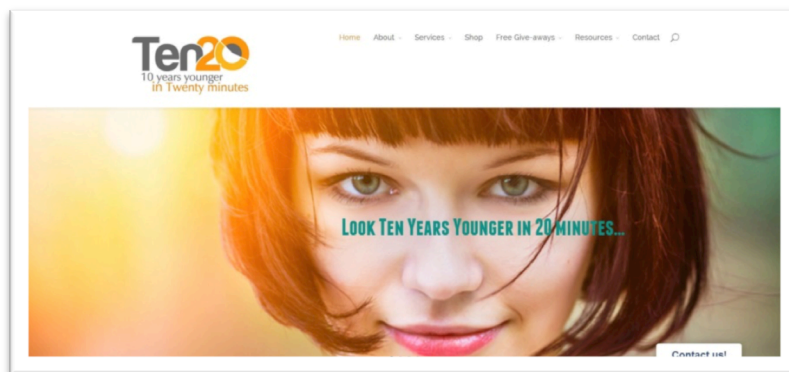 Ten20
10 years younger
in Twenty minutes
Home About Services Shop Free Give-aways Resources Contact
LOOK TEN YEARS YOUNGER IN 20 MINUTES...
Contact us!